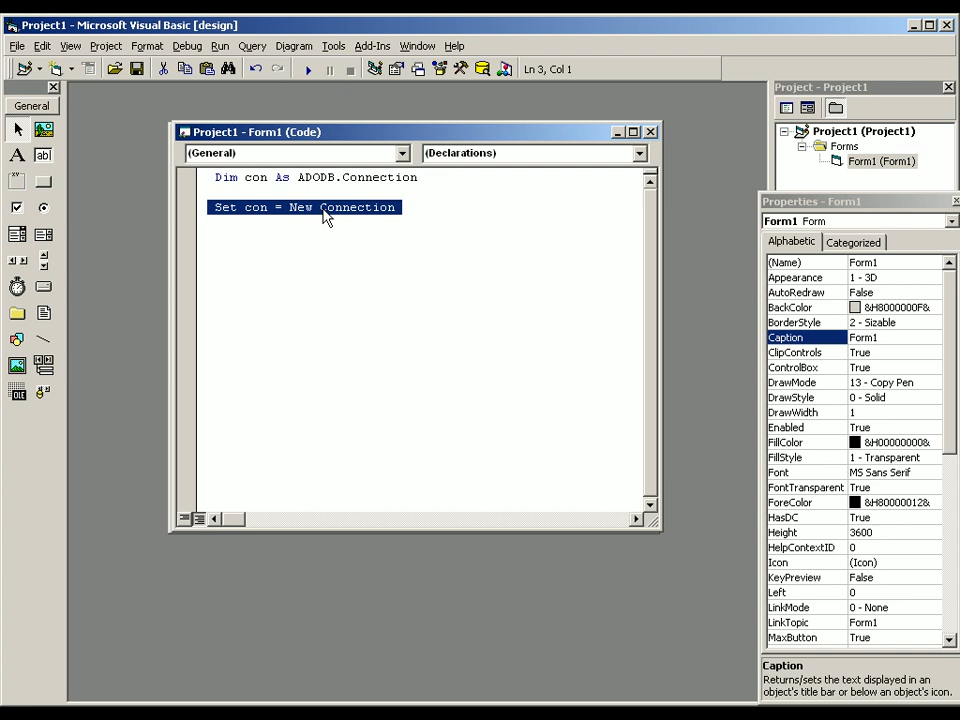 Project1 - Microsoft Visual Basic [design]
File Edit View Project Format Debug Run Query Diagram Tools Add-Ins Window Help
Ln 3, Col 1
General
A ab|
OLE
Project1 - Form1 (Code)
(General) (Declarations)
Dim con As ADODB.Connection
Set con = New Connection
Project - Project1
Project1 (Project1)
Forms
Form1 (Form1)
Properties - Form1
Form1 Form
Alphabetic Categorized
(Name) Form1
Appearance 1 - 3D
AutoRedraw False
BackColor &H8000000F&
BorderStyle 2 - Sizable
Caption Form1
ClipControls True
ControlBox True
DrawMode 13 - Copy Pen
DrawStyle 0 - Solid
DrawWidth 1
Enabled True
FillColor &H00000000&
FillStyle 1 - Transparent
Font MS Sans Serif
FontTransparent True
ForeColor &H80000012&
HasDC True
Height 3600
HelpContextID 0
Icon (Icon)
KeyPreview False
Left 0
LinkMode 0 - None
LinkTopic Form1
MaxButton True
Caption
Returns/sets the text displayed in an
object's title bar or below an object's icon.